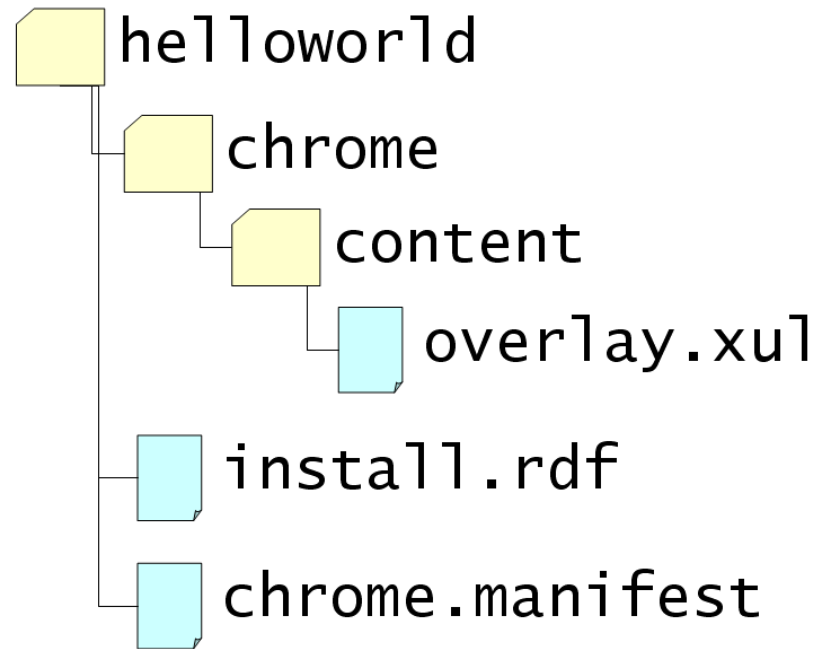 helloworld
chrome
content
overlay.xul
install.rdf
chrome.manifest